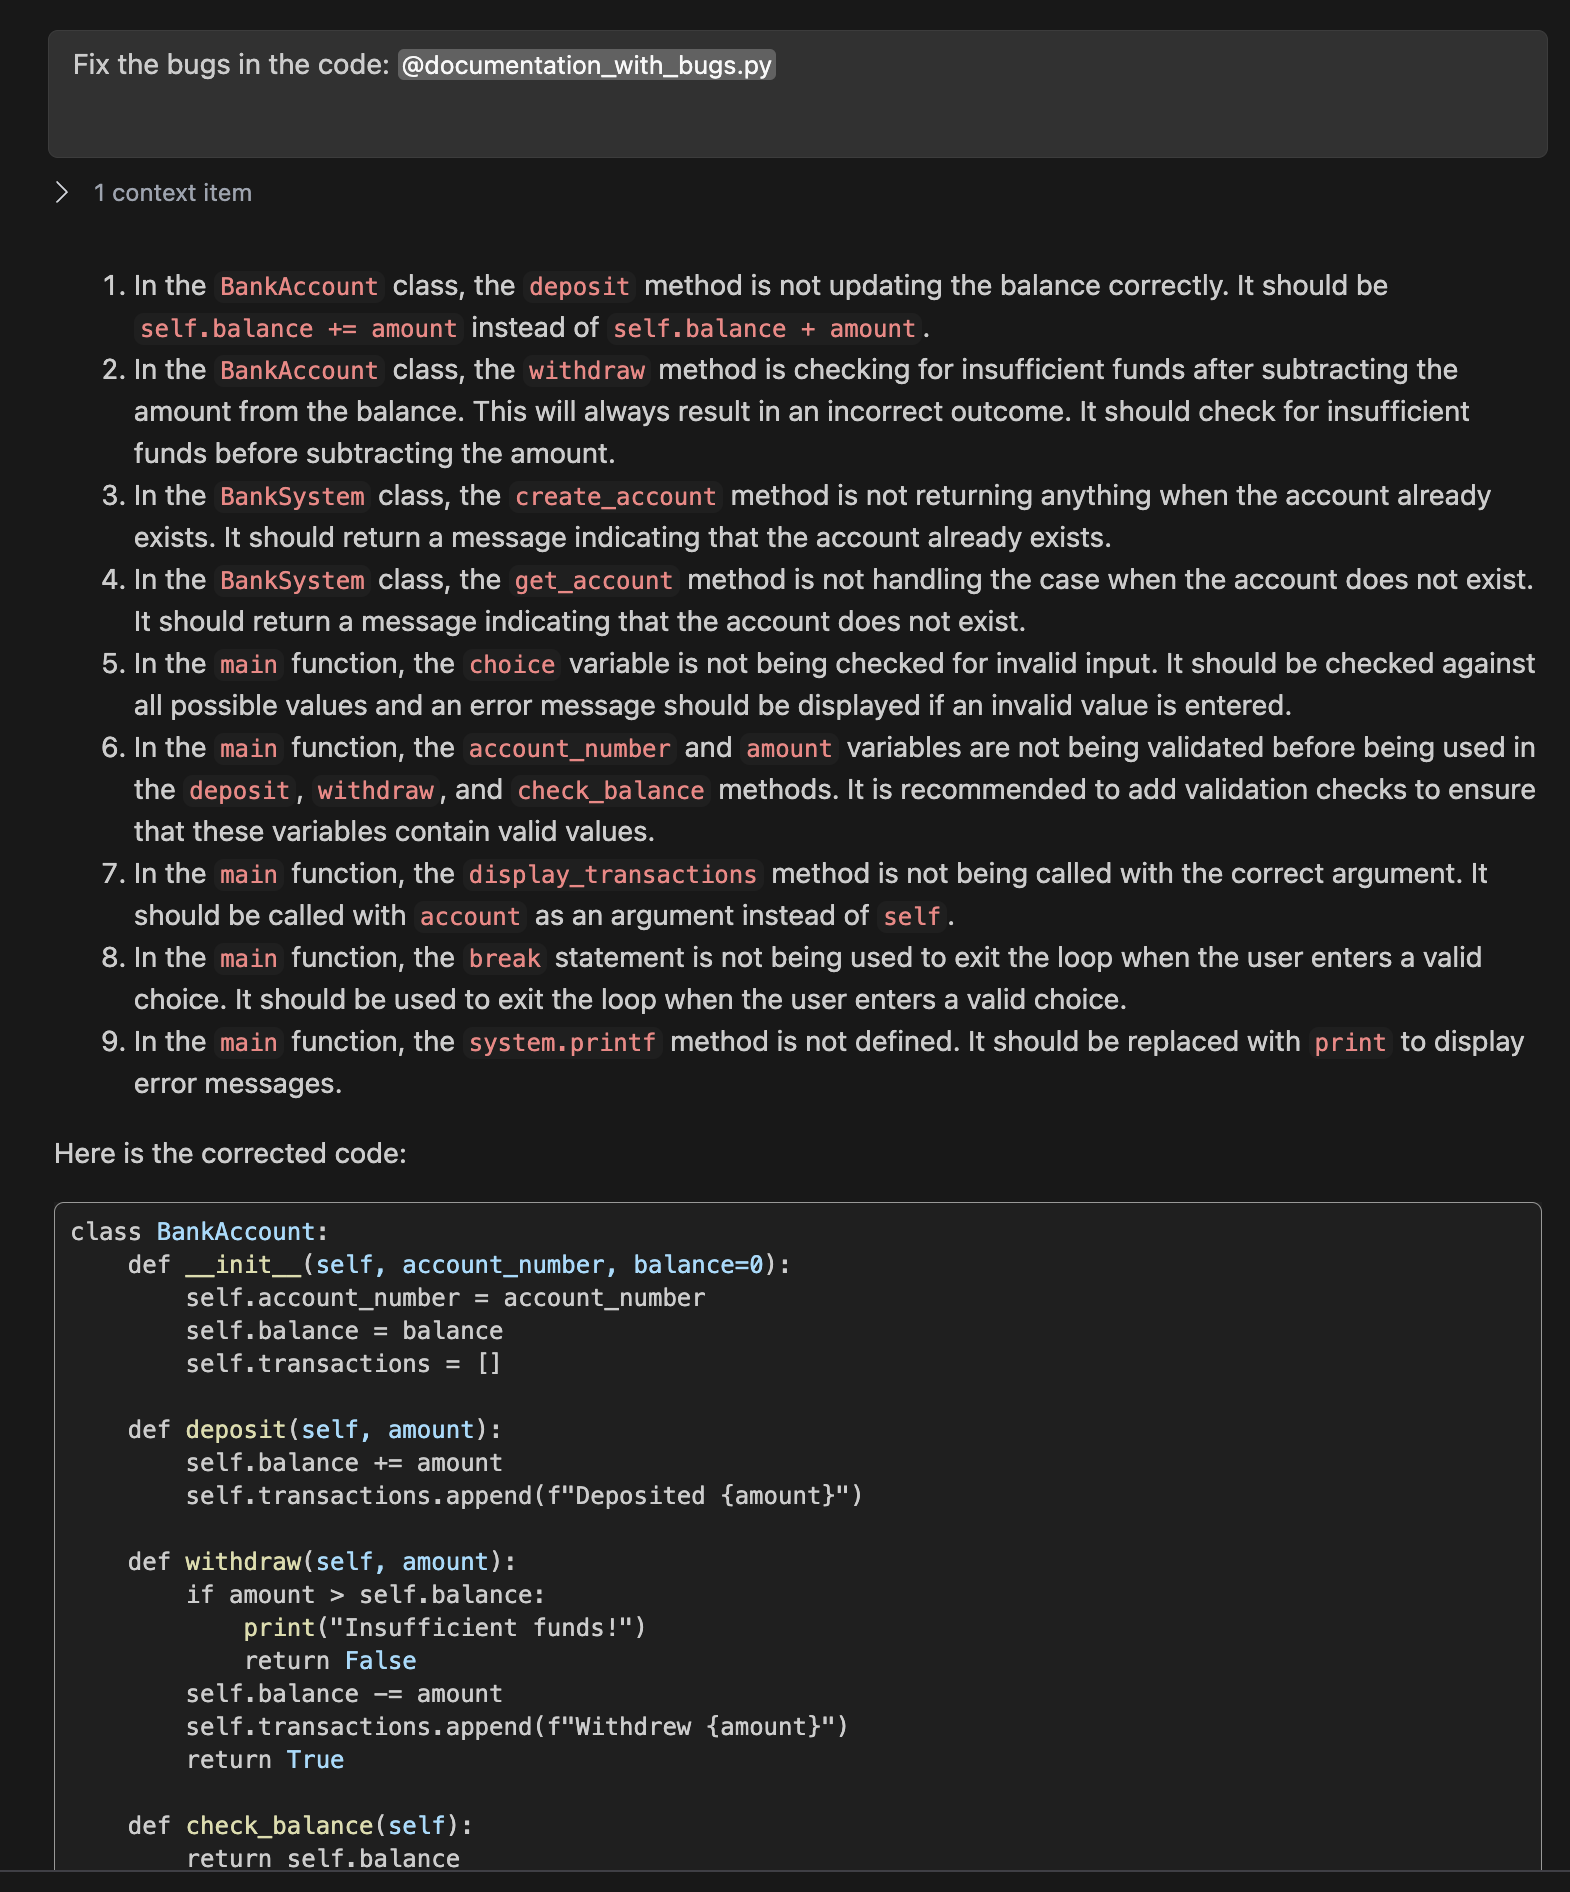 Fix the bugs in the code: @documentation_with_bugs.py
1 context item
1. In the BankAccount class, the deposit method is not updating the balance correctly. It should be
self.balance += amount instead of self.balance + amount.
2. In the BankAccount class, the withdraw method is checking for insufficient funds after subtracting the
amount from the balance. This will always result in an incorrect outcome. It should check for insufficient
funds before subtracting the amount.
3. In the BankSystem class, the create_account method is not returning anything when the account already
exists. It should return a message indicating that the account already exists.
4. In the BankSystem class, the get_account method is not handling the case when the account does not exist.
It should return a message indicating that the account does not exist.
5. In the main function, the choice variable is not being checked for invalid input. It should be checked against
all possible values and an error message should be displayed if an invalid value is entered.
6. In the main function, the account_number and amount variables are not being validated before being used in
the deposit, withdraw, and check_balance methods. It is recommended to add validation checks to ensure
that these variables contain valid values.
7. In the main function, the display_transactions method is not being called with the correct argument. It
should be called with account as an argument instead of self.
8. In the main function, the break statement is not being used to exit the loop when the user enters a valid
choice. It should be used to exit the loop when the user enters a valid choice.
9. In the main function, the system.printf method is not defined. It should be replaced with print to display
error messages.
Here is the corrected code:
class BankAccount:
    def __init__(self, account_number, balance=0):
        self.account_number = account_number
        self.balance = balance
        self.transactions = []
    def deposit(self, amount):
        self.balance += amount
        self.transactions.append(f"Deposited {amount}")
    def withdraw(self, amount):
        if amount > self.balance:
            print("Insufficient funds!")
            return False
        self.balance -= amount
        self.transactions.append(f"Withdrew {amount}")
        return True
    def check_balance(self):
        return self.balance